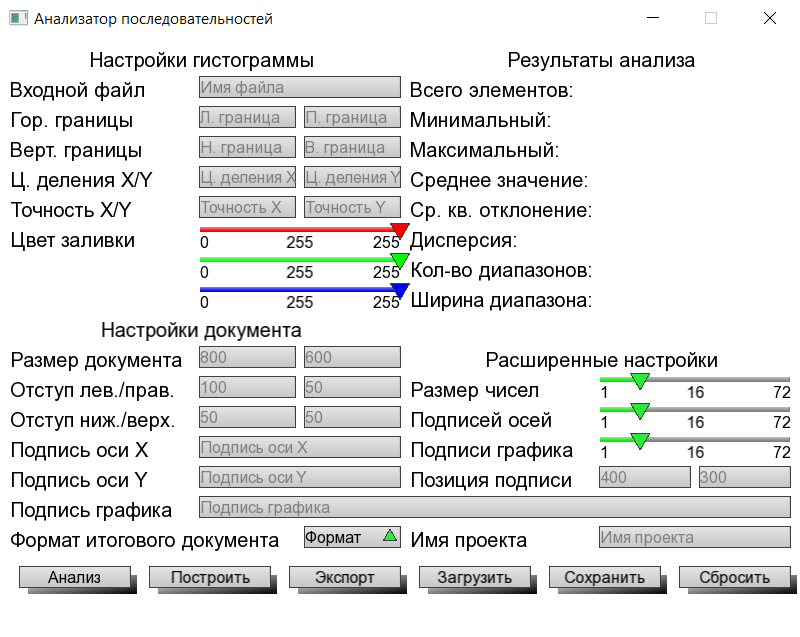 Анализатор последовательностей
Настройки гистограммы
Результаты анализа
Входной файл Имя файла Всего элементов:
Гор. границы Л. граница П. граница Минимальный:
Верт. границы Н. граница В. граница Максимальный:
Ц. деления X/Y Ц. деления X Ц. деления Y Среднее значение:
Точность X/Y Точность X Точность Y Ср. кв. отклонение:
Цвет заливки 0 255 255 Дисперсия:
0 255 255 Кол-во диапазонов:
0 255 255 Ширина диапазона:
Настройки документа
Размер документа 800 600 Расширенные настройки
Отступ лев./прав. 100 50 Размер чисел 1 16 72
Отступ ниж./верх. 50 50 Подписей осей 1 16 72
Подпись оси X Подпись оси X Подписи графика 1 16 72
Подпись оси Y Подпись оси Y Позиция подписи 400 300
Подпись графика Подпись графика
Формат итогового документа Формат Имя проекта Имя проекта
Анализ Построить Экспорт Загрузить Сохранить Сбросить